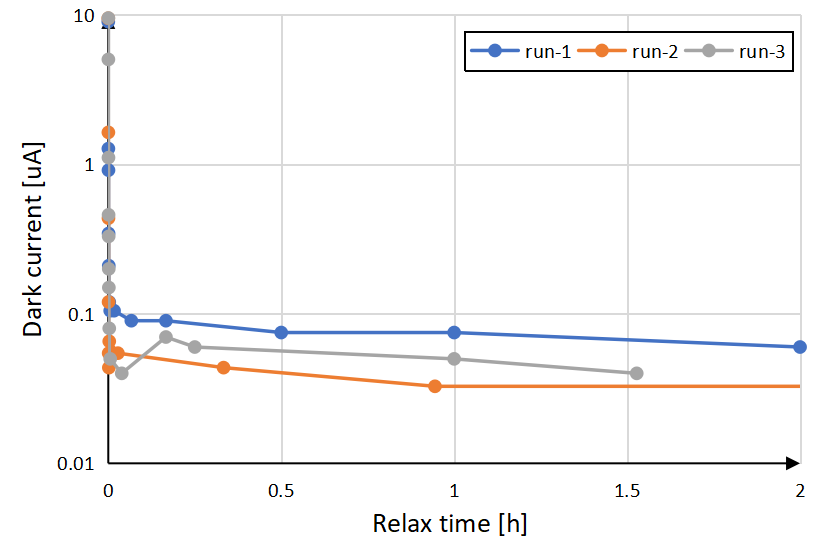 10
run-1 run-2 run-3
1
Dark current [uA]
0.1
0.01
0 0.5 1 1.5 2
Relax time [h]